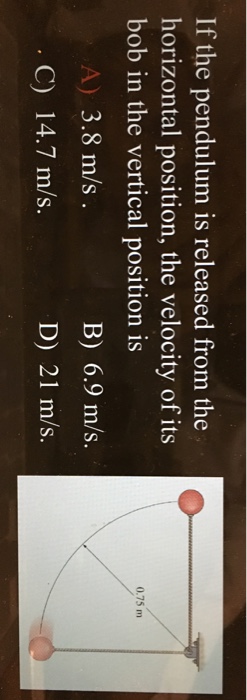 If the pendulum is released from the
horizontal position, the velocity of its
bob in the vertical position is
A) 3.8 m/s. B) 6.9 m/s.
C) 14.7 m/s. D) 21 m/s.
0.75 m